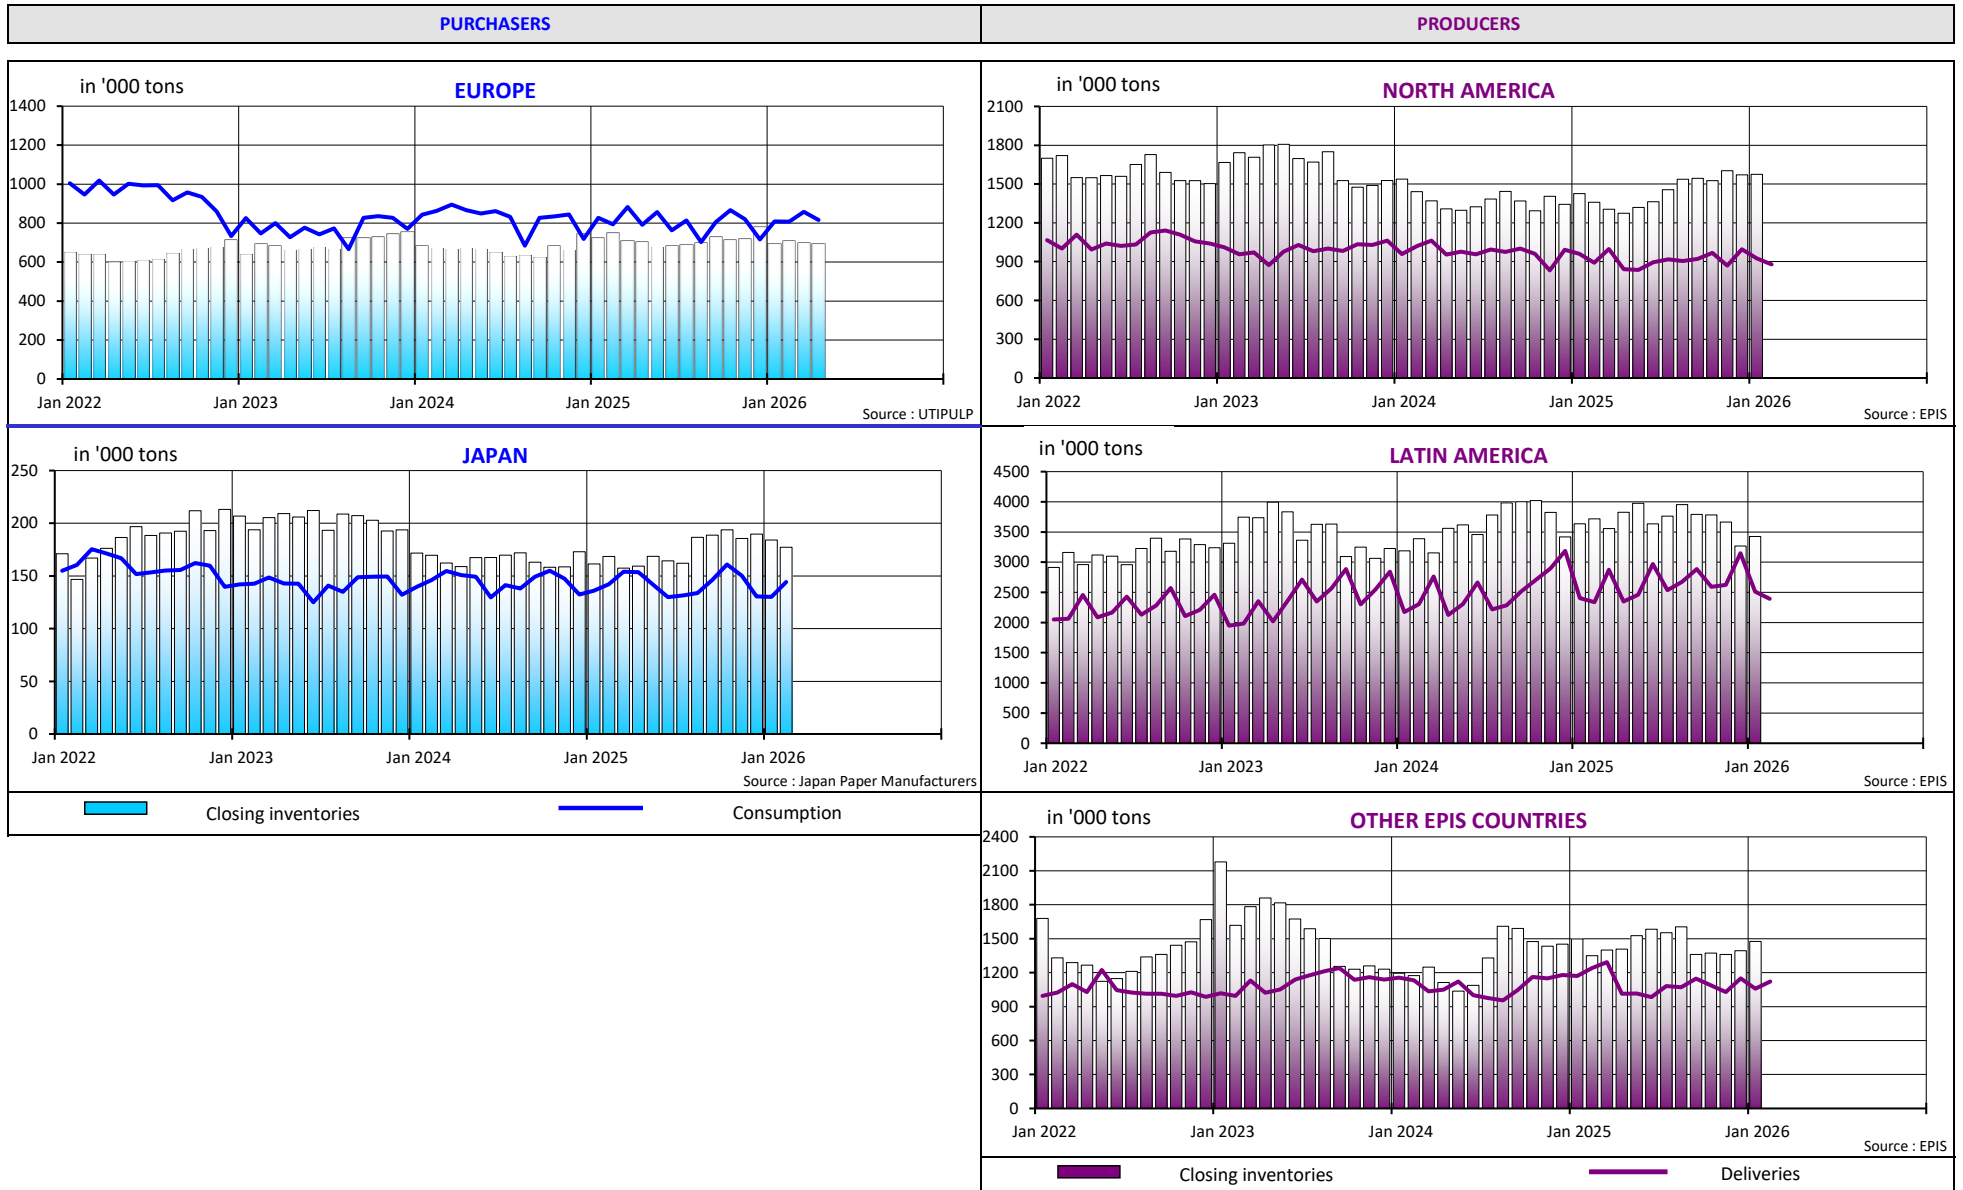 PURCHASERS
PRODUCERS
in '000 tons
EUROPE
1400
1200
1000
800
600
400
200
0
Jan 2022 Jan 2023 Jan 2024 Jan 2025 Jan 2026
Source : UTIPULP
in '000 tons
NORTH AMERICA
2100
1800
1500
1200
900
600
300
0
Jan 2022 Jan 2023 Jan 2024 Jan 2025 Jan 2026
Source : EPIS
in '000 tons
JAPAN
250
200
150
100
50
0
Jan 2022 Jan 2023 Jan 2024 Jan 2025 Jan 2026
Source : Japan Paper Manufacturers
Closing inventories Consumption
in '000 tons
LATIN AMERICA
4500
4000
3500
3000
2500
2000
1500
1000
500
0
Jan 2022 Jan 2023 Jan 2024 Jan 2025 Jan 2026
Source : EPIS
in '000 tons
OTHER EPIS COUNTRIES
2400
2100
1800
1500
1200
900
600
300
0
Jan 2022 Jan 2023 Jan 2024 Jan 2025 Jan 2026
Source : EPIS
Closing inventories Deliveries